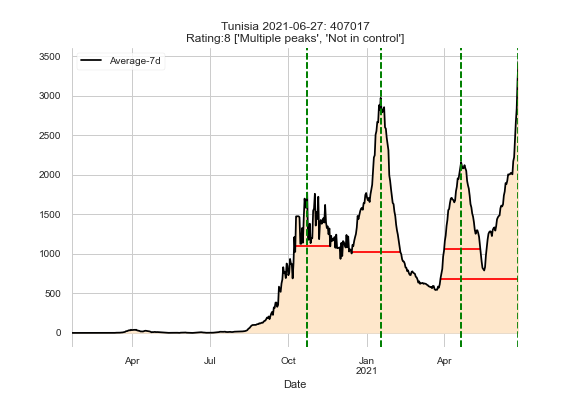 Tunisia 2021-06-27: 407017
Rating:8 ['Multiple peaks', 'Not in control']
Average-7d
3500
3000
2500
2000
1500
1000
500
0
Apr
Jul
Oct
Jan
2021
Apr
Date